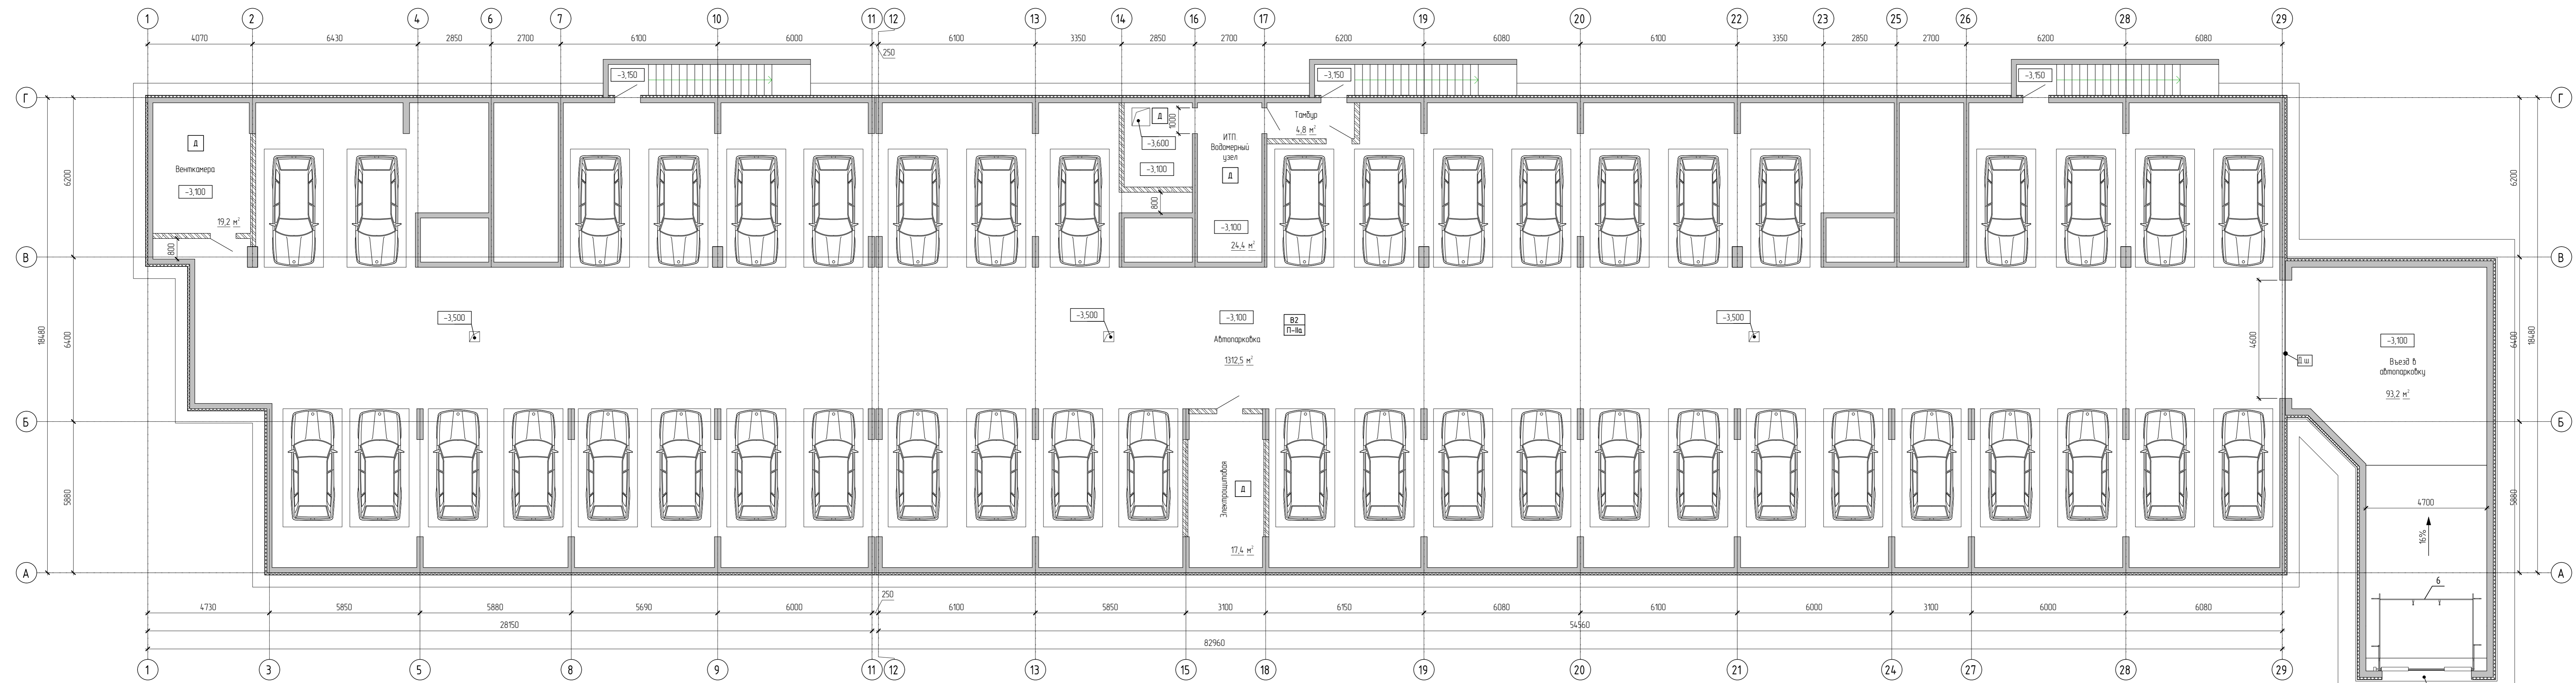 1 2 4 6 7 10 11 12 13 14 16 17 19 20 22 23 25 26 28 29
4070 6430 2850 2700 6100 6000 6100 3350 2850 2700 6200 6080 6100 3350 2850 2700 6200 6080
250
-3,150 -3,150 -3,150
Г Г
Д
Венткамера
-3,100
19,2 м²
800
Д
1000
-3,600
-3,100
800
ИТП.
Водомерный
узел
Д
-3,100
24,4 м²
Тамбур
4,8 м²
6200 6200
В В
-3,500 -3,500 -3,500
-3,100
Автопарковка
1312,5 м²
В2
П-IIа
18480 6400 6400 18480
4600
-3,100
Въезд в
автопарковку
93,2 м²
Б Б
Электрощитовая
Д
17,4 м²
5880 5880
4700
16%
6
А А
250
4730 5850 5880 5690 6000 6100 5850 3100 6150 6080 6100 6000 3100 6000 6080
28150 54560
82960
1 3 5 8 9 11 12 13 15 18 19 20 21 24 27 28 29